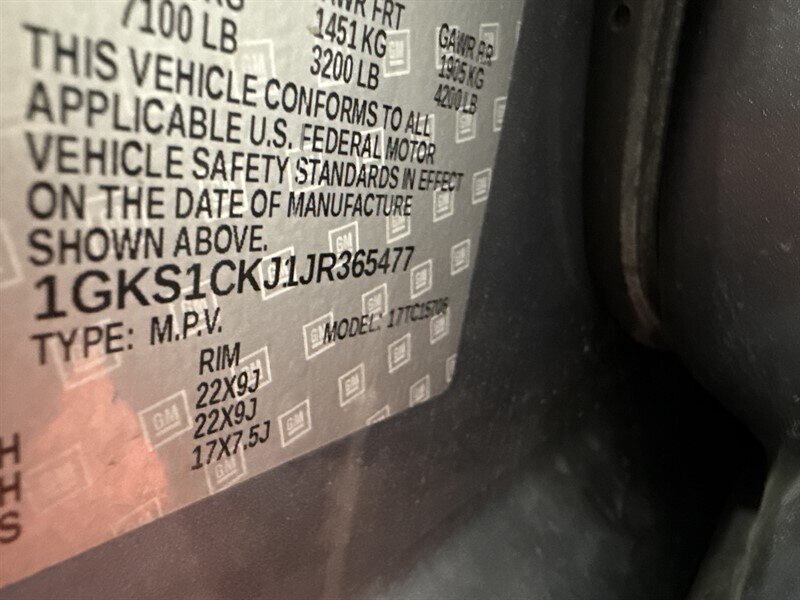 7100 LB
GAWR RR
1451 KG
1905 KG
3200 LB
4200 LB
THIS VEHICLE CONFORMS TO ALL
APPLICABLE U.S. FEDERAL MOTOR
VEHICLE SAFETY STANDARDS IN EFFECT
ON THE DATE OF MANUFACTURE
SHOWN ABOVE.
1GKS1CKJ1JR365477
TYPE: M.P.V.
MODEL: 17TC15706
RIM
22X9J
22X9J
17X7.5J